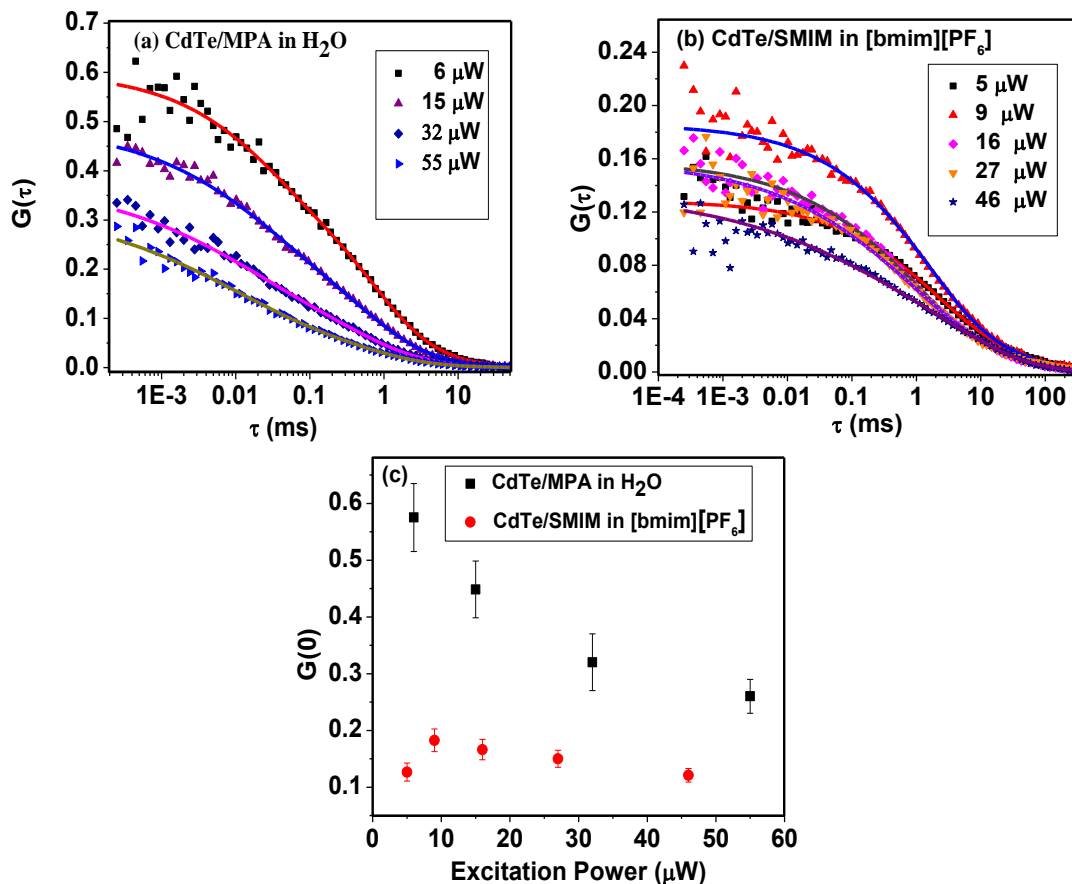 (a) CdTe/MPA in H2O
6 μW
15 μW
32 μW
55 μW
G(τ)
0.7
0.6
0.5
0.4
0.3
0.2
0.1
0.0
1E-3 0.01 0.1 1 10
τ (ms)
(b) CdTe/SMIM in [bmim][PF6]
5 μW
9 μW
16 μW
27 μW
46 μW
G(τ)
0.24
0.20
0.16
0.12
0.08
0.04
0.00
1E-4 1E-3 0.01 0.1 1 10 100
τ (ms)
(c)
CdTe/MPA in H2O
CdTe/SMIM in [bmim][PF6]
G(0)
0.6
0.5
0.4
0.3
0.2
0.1
0 10 20 30 40 50 60
Excitation Power (μW)